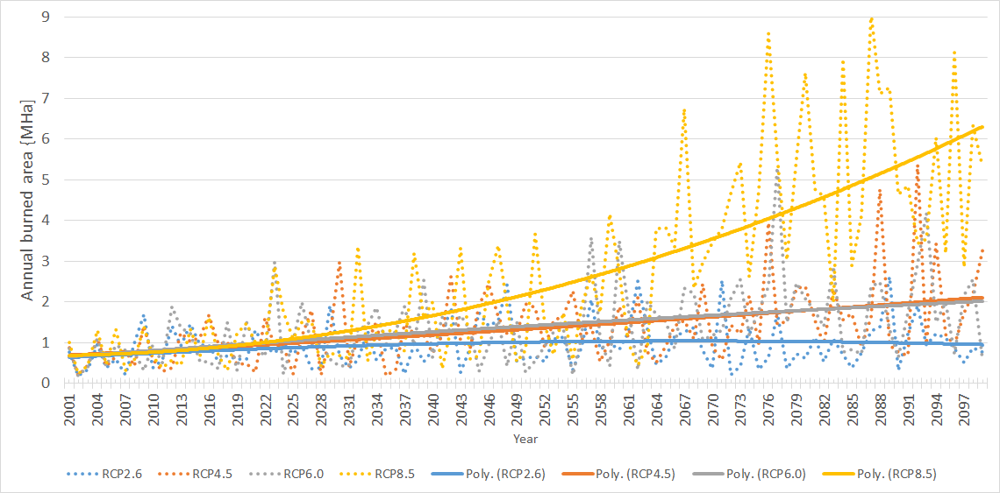 9
8
7
6
5
4
3
2
1
0
Annual burned area {MHa]
2001 2004 2007 2010 2013 2016 2019 2022 2025 2028 2031 2034 2037 2040 2043 2046 2049 2052 2055 2058 2061 2064 2067 2070 2073 2076 2079 2082 2085 2088 2091 2094 2097
Year
RCP2.6 RCP4.5 RCP6.0 RCP8.5 Poly. (RCP2.6) Poly. (RCP4.5) Poly. (RCP6.0) Poly. (RCP8.5)